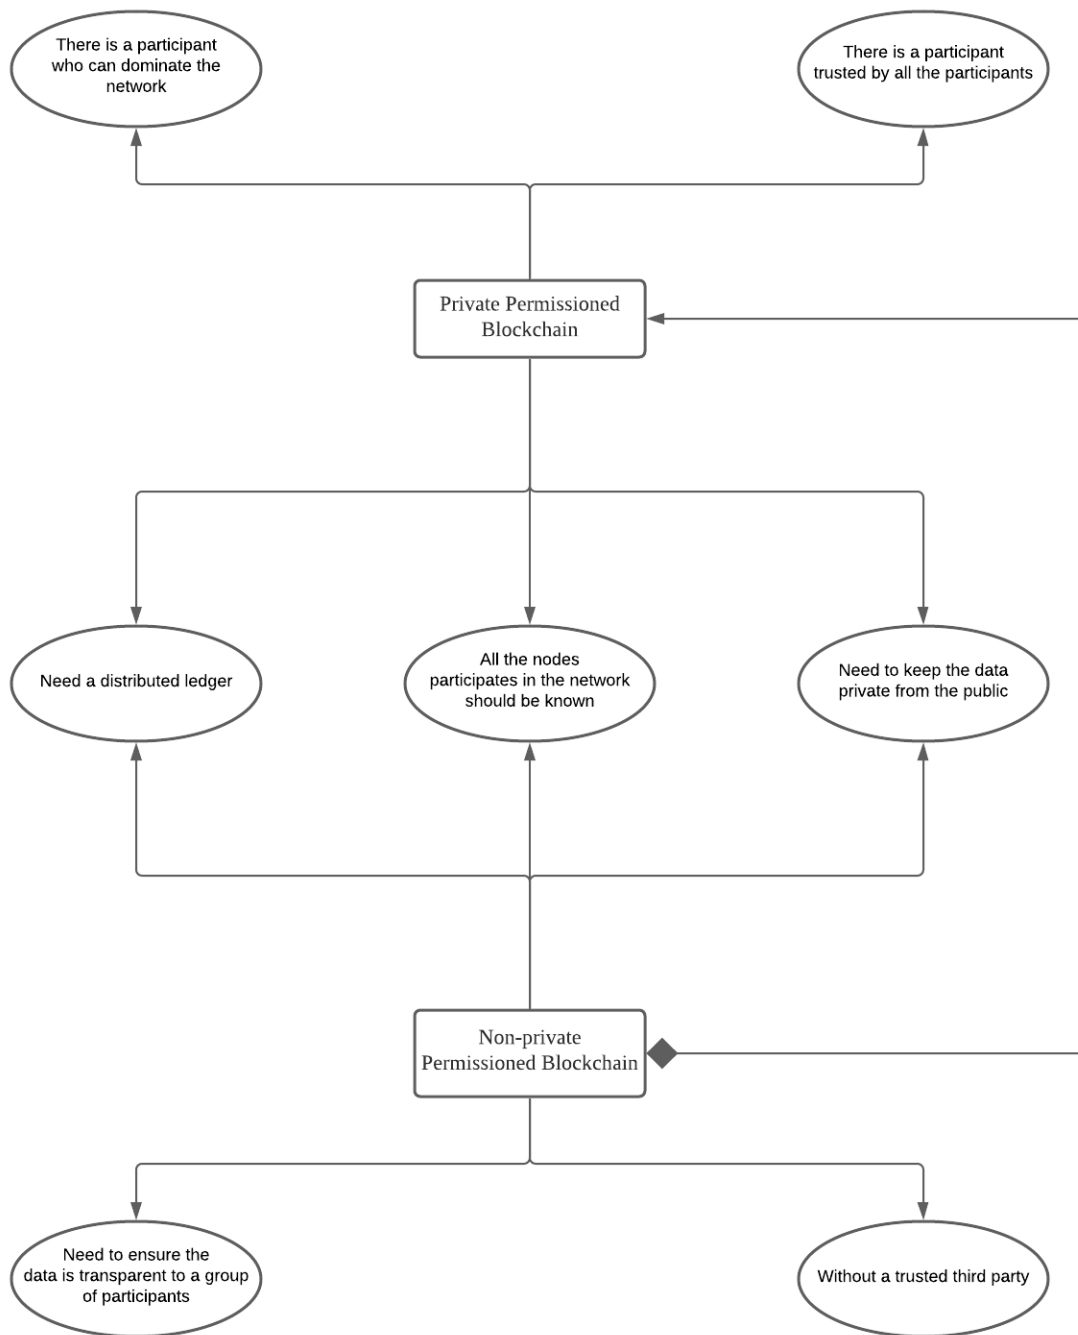 There is a participant
who can dominate the
network
There is a participant
trusted by all the participants
Private Permissioned
Blockchain
Need a distributed ledger
All the nodes
participates in the network
should be known
Need to keep the data
private from the public
Non-private
Permissioned Blockchain
Need to ensure the
data is transparent to a group
of participants
Without a trusted third party